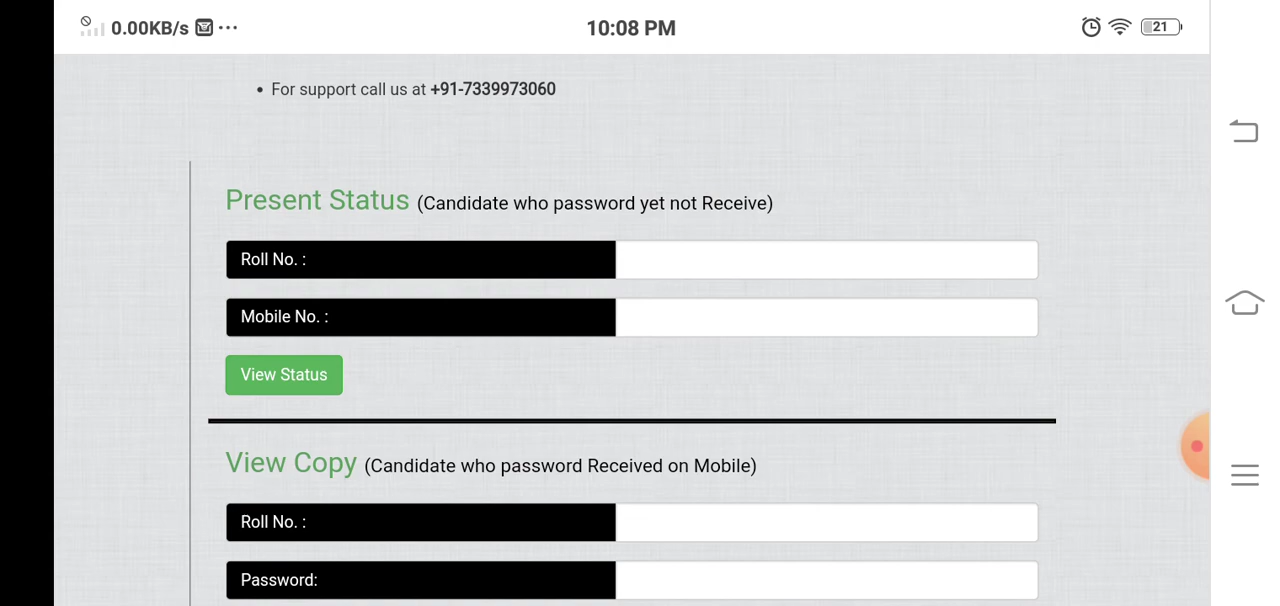 0.00KB/s ... 10:08 PM 21
• For support call us at +91-7339973060
Present Status (Candidate who password yet not Receive)
Roll No. :
Mobile No. :
View Status
View Copy (Candidate who password Received on Mobile)
Roll No. :
Password: